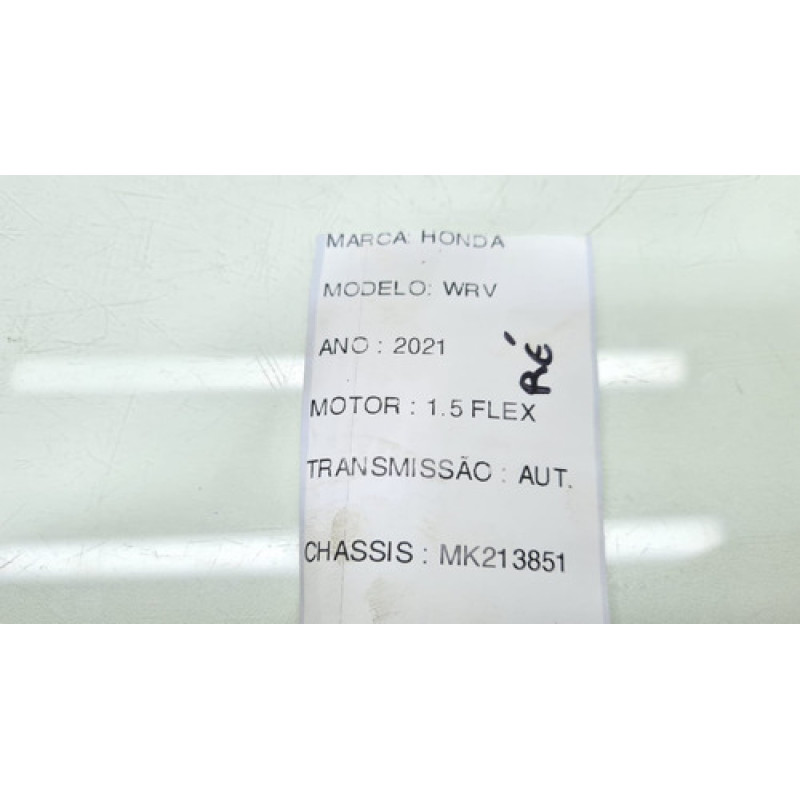 MARCA: HONDA
MODELO: WRV
ANO : 2021
RÉ
MOTOR : 1.5 FLEX
TRANSMISSÃO : AUT.
CHASSIS : MK213851